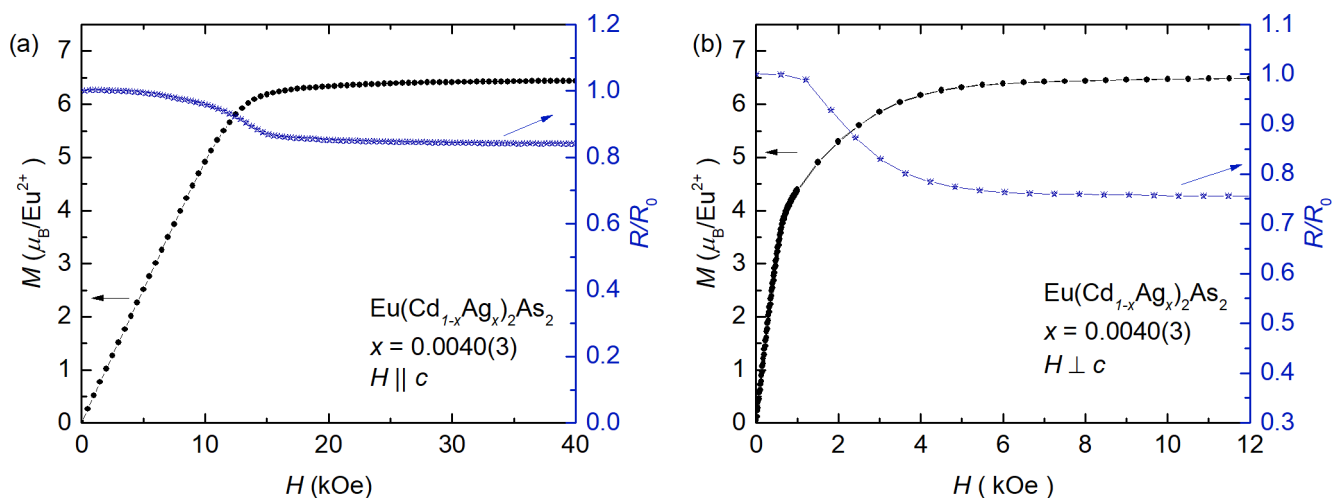 (a)
M (μB/Eu²⁺)
7
6
5
4
3
2
1
0
0 10 20 30 40
H (kOe)
1.2
1.0
0.8
0.6
0.4
0.2
0.0
R/R₀
Eu(Cd₁₋ₓAgₓ)₂As₂
x = 0.0040(3)
H || c
(b)
M (μB/Eu²⁺)
7
6
5
4
3
2
1
0
0 2 4 6 8 10 12
H ( kOe)
1.1
1.0
0.9
0.8
0.7
0.6
0.5
0.4
0.3
R/R₀
Eu(Cd₁₋ₓAgₓ)₂As₂
x = 0.0040(3)
H ⊥ c